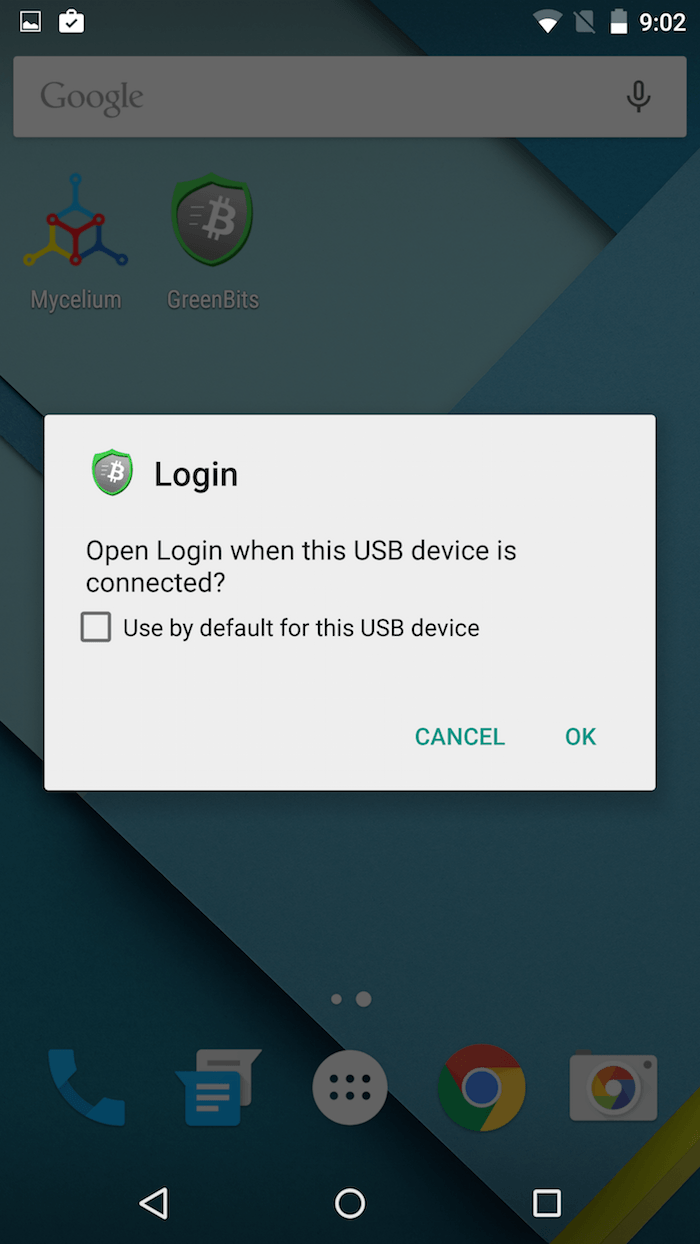 9:02
Google
Mycelium GreenBits
Login
Open Login when this USB device is
connected?
Use by default for this USB device
CANCEL OK